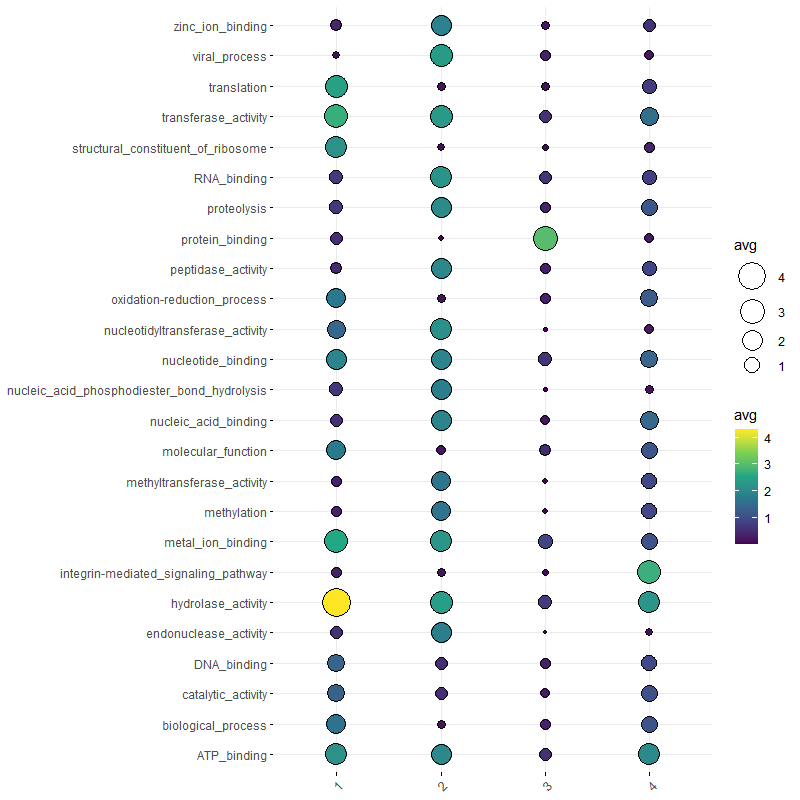 zinc_ion_binding
viral_process
translation
transferase_activity
structural_constituent_of_ribosome
RNA_binding
proteolysis
protein_binding
peptidase_activity
oxidation-reduction_process
nucleotidyltransferase_activity
nucleotide_binding
nucleic_acid_phosphodiester_bond_hydrolysis
nucleic_acid_binding
molecular_function
methyltransferase_activity
methylation
metal_ion_binding
integrin-mediated_signaling_pathway
hydrolase_activity
endonuclease_activity
DNA_binding
catalytic_activity
biological_process
ATP_binding
1 2 3 4
avg
4
3
2
1
avg
4
3
2
1